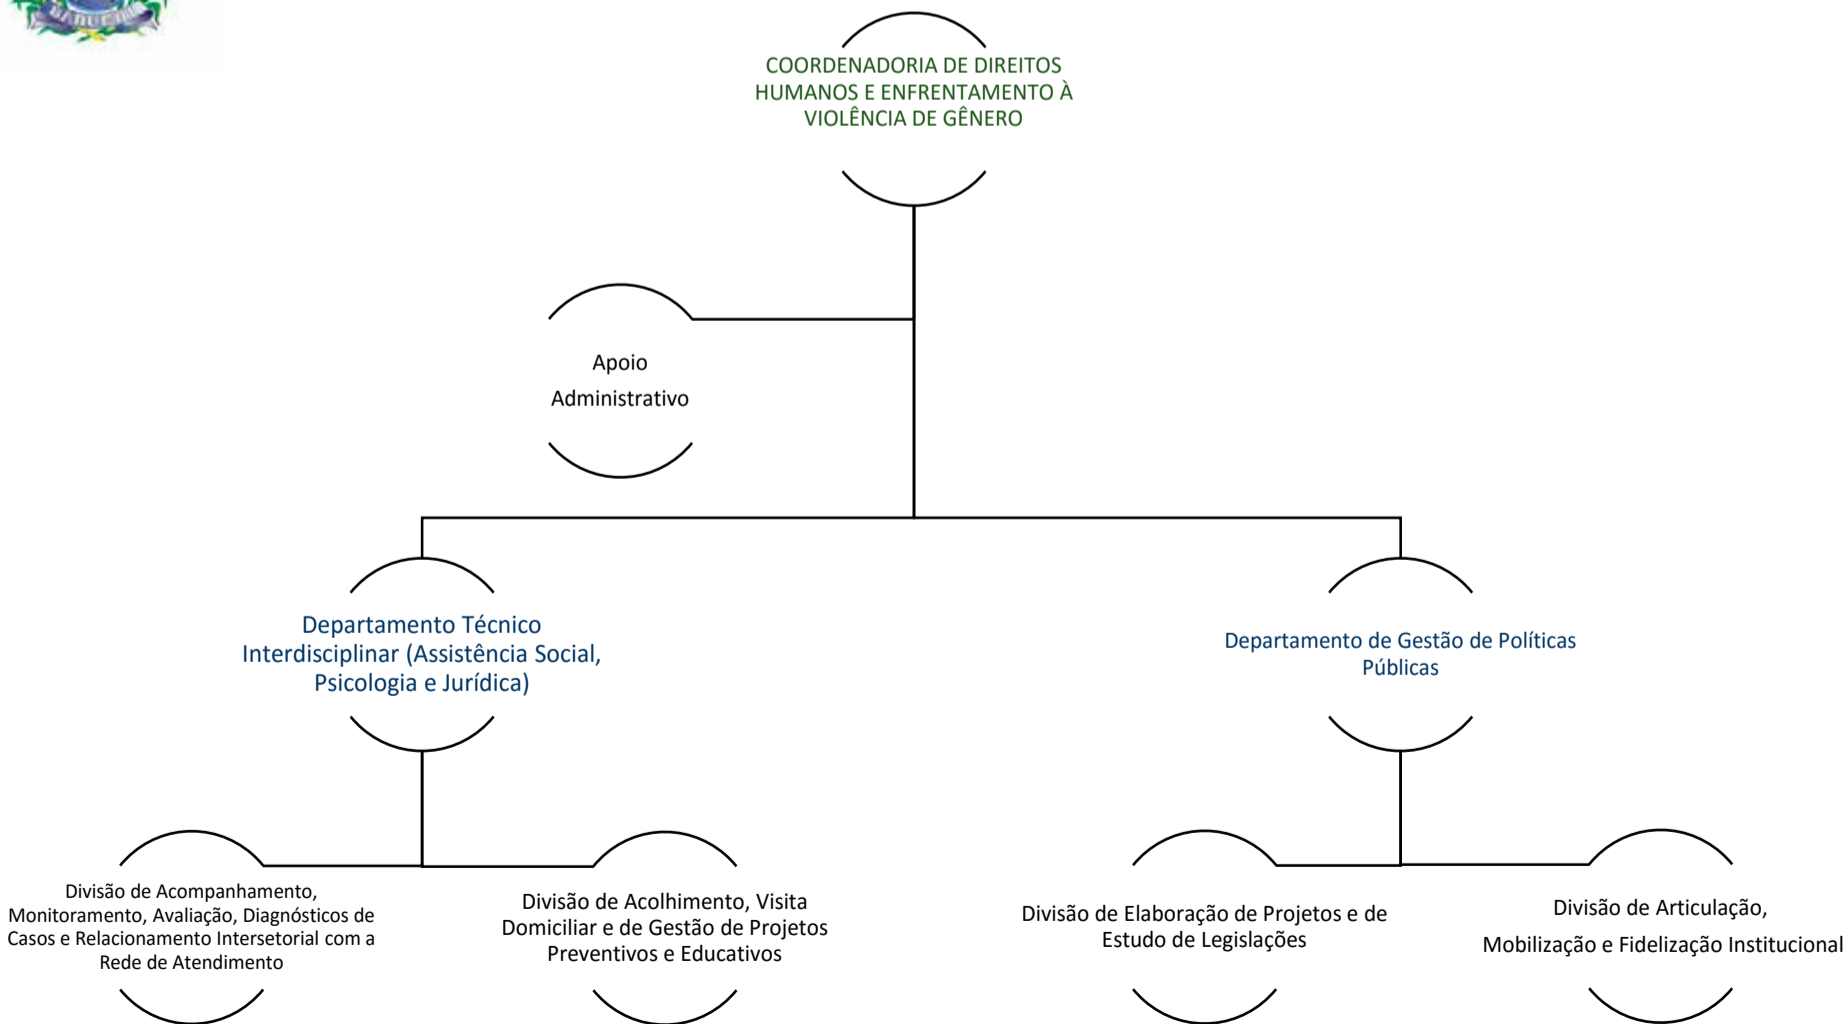 COORDENADORIA DE DIREITOS
HUMANOS E ENFRENTAMENTO À
VIOLÊNCIA DE GÊNERO
Apoio
Administrativo
Departamento Técnico
Interdisciplinar (Assistência Social,
Psicologia e Jurídica)
Departamento de Gestão de Políticas
Públicas
Divisão de Acompanhamento,
Monitoramento, Avaliação, Diagnósticos de
Casos e Relacionamento Intersetorial com a
Rede de Atendimento
Divisão de Acolhimento, Visita
Domiciliar e de Gestão de Projetos
Preventivos e Educativos
Divisão de Elaboração de Projetos e de
Estudo de Legislações
Divisão de Articulação,
Mobilização e Fidelização Institucional